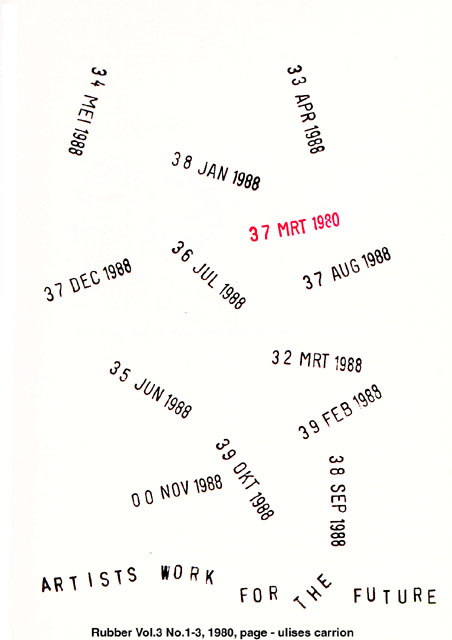 34 MEI 1988
33 APR 1988
38 JAN 1988
37 MRT 1980
36 JUL 1988
37 DEC 1988
37 AUG 1988
32 MRT 1988
35 JUN 1988
39 FEB 1988
39 OKT 1988
00 NOV 1988
38 SEP 1988
ARTISTS WORK FOR THE FUTURE
Rubber Vol.3 No.1-3, 1980, page - ulises carrion